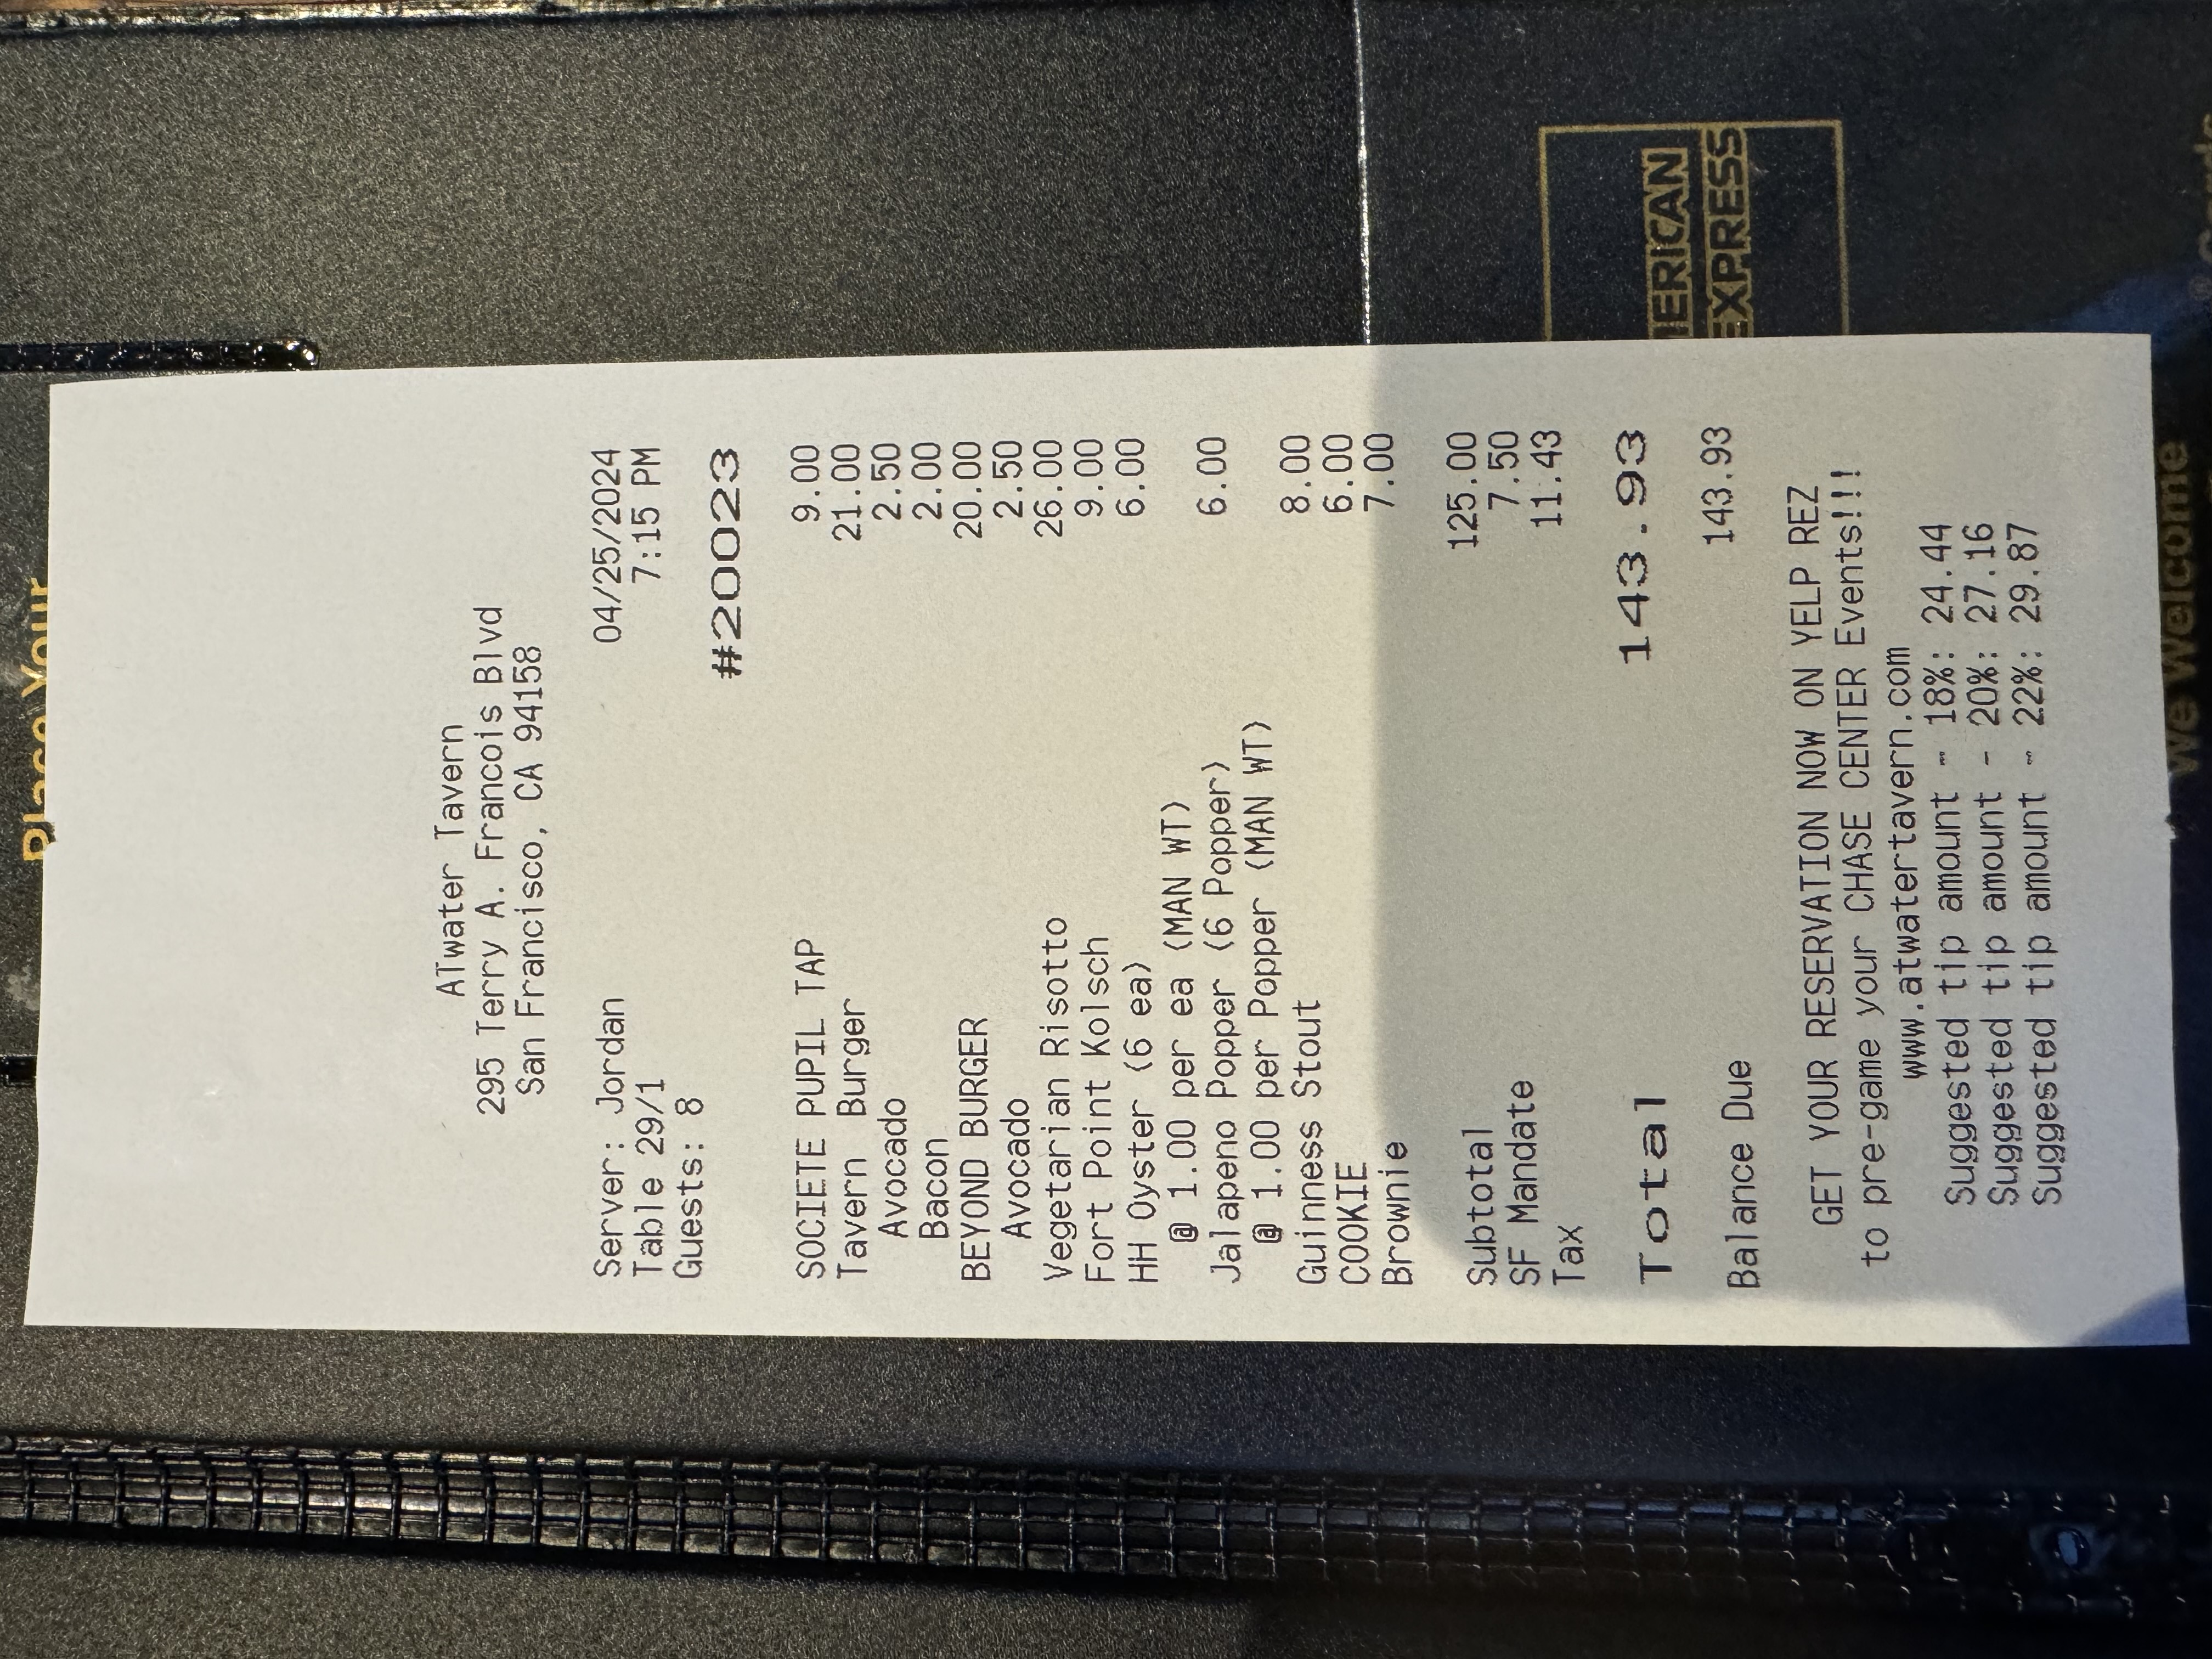 Place Your
ATwater Tavern
295 Terry A. Francois Blvd
San Francisco, CA 94158
Server: Jordan 04/25/2024
Table 29/1 7:15 PM
Guests: 8
#20023
SOCIETE PUPIL TAP 9.00
Tavern Burger 21.00
Avocado 2.50
Bacon 2.00
BEYOND BURGER 20.00
Avocado 2.50
Vegetarian Risotto 26.00
Fort Point Kolsch 9.00
HH Oyster (6 ea) 6.00
@ 1.00 per ea (MAN WT)
Jalapeno Popper (6 Popper) 6.00
@ 1.00 per Popper (MAN WT)
Guinness Stout 8.00
COOKIE 6.00
Brownie 7.00
Subtotal 125.00
SF Mandate 7.50
Tax 11.43
Total 143.93
Balance Due 143.93
GET YOUR RESERVATION NOW ON YELP REZ
to pre-game your CHASE CENTER Events!!!
www.atwatertavern.com
Suggested tip amount - 18%: 24.44
Suggested tip amount - 20%: 27.16
Suggested tip amount - 22%: 29.87
MERICAN
EXPRESS
We Welcome